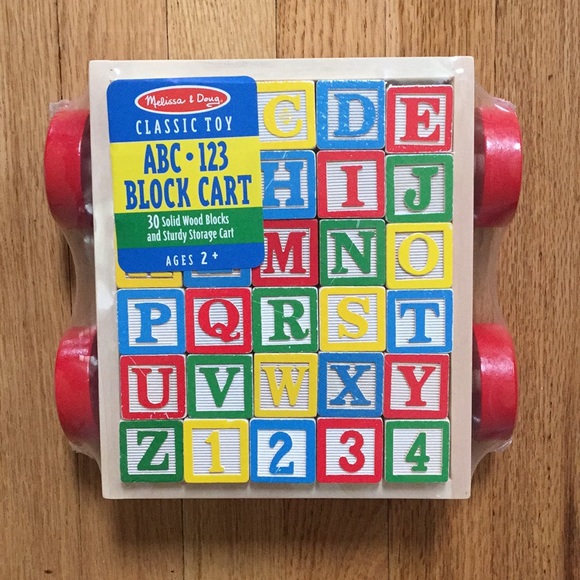 Melissa & Doug
CLASSIC TOY
ABC • 123
BLOCK CART
30 Solid Wood Blocks
and Sturdy Storage Cart
AGES 2+
C D E
H I J
M N O
P Q R S T
U V W X Y
Z 1 2 3 4